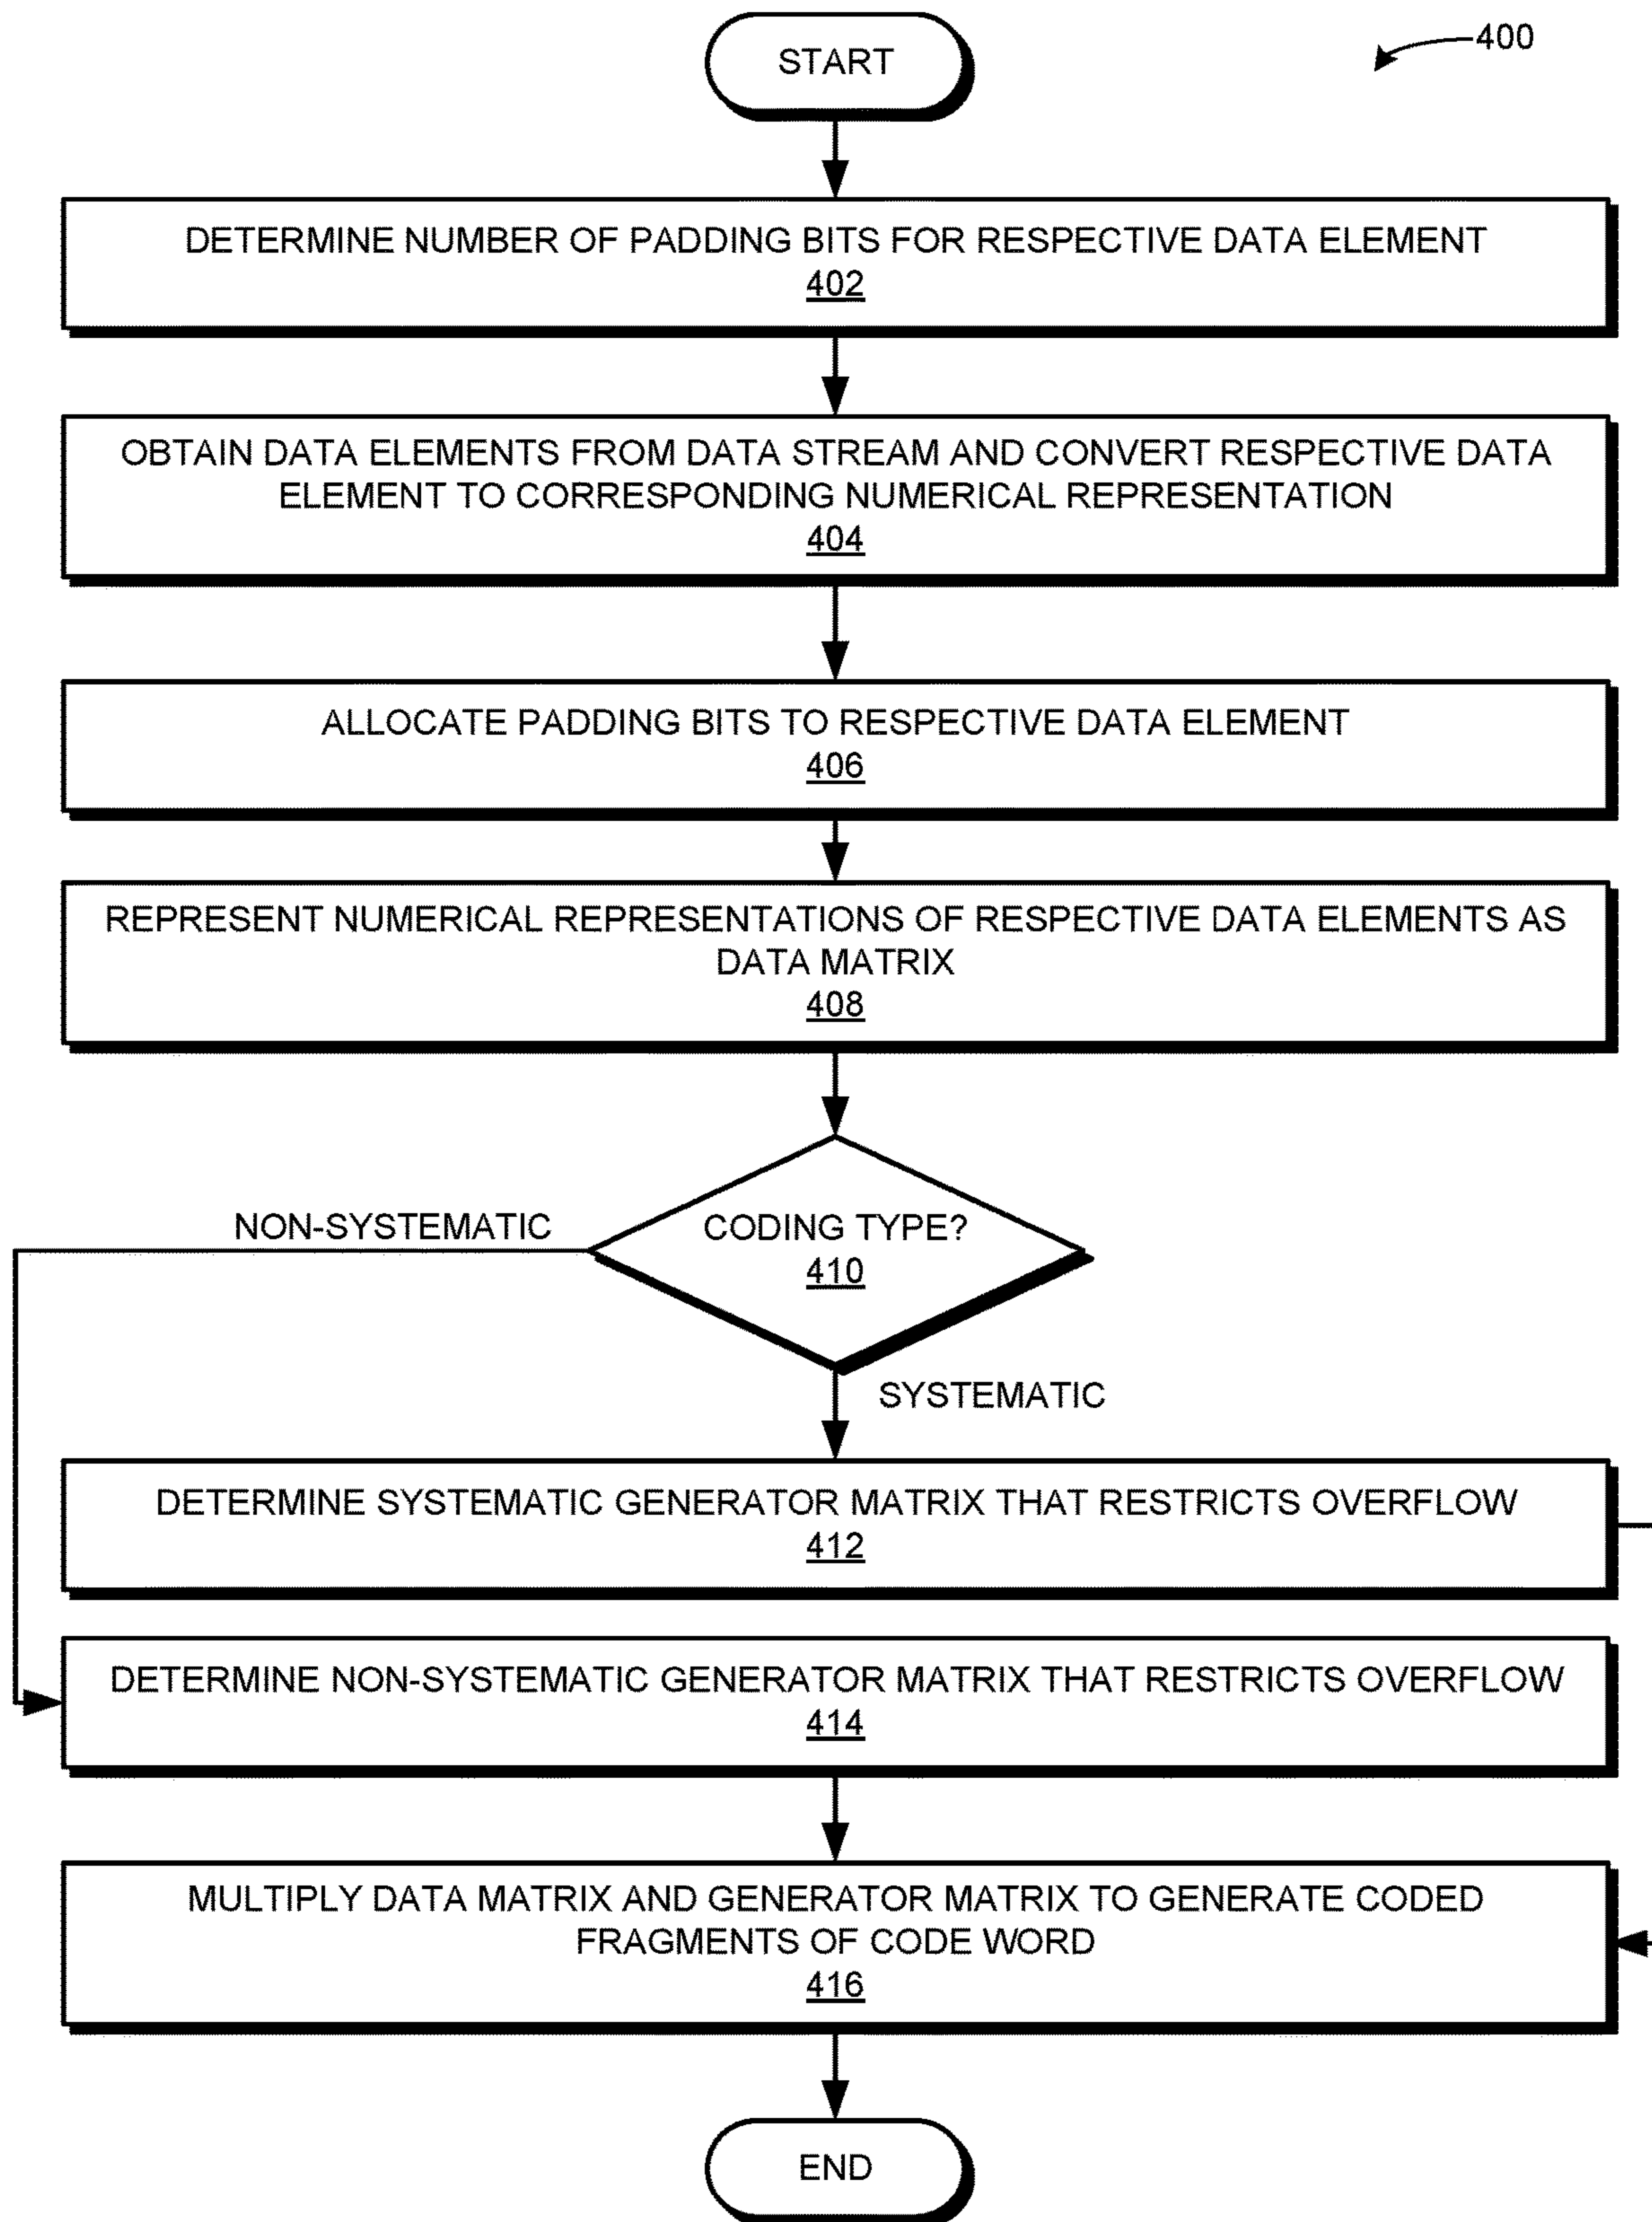 START
400
DETERMINE NUMBER OF PADDING BITS FOR RESPECTIVE DATA ELEMENT
402
OBTAIN DATA ELEMENTS FROM DATA STREAM AND CONVERT RESPECTIVE DATA
ELEMENT TO CORRESPONDING NUMERICAL REPRESENTATION
404
ALLOCATE PADDING BITS TO RESPECTIVE DATA ELEMENT
406
REPRESENT NUMERICAL REPRESENTATIONS OF RESPECTIVE DATA ELEMENTS AS
DATA MATRIX
408
NON-SYSTEMATIC
CODING TYPE?
410
SYSTEMATIC
DETERMINE SYSTEMATIC GENERATOR MATRIX THAT RESTRICTS OVERFLOW
412
DETERMINE NON-SYSTEMATIC GENERATOR MATRIX THAT RESTRICTS OVERFLOW
414
MULTIPLY DATA MATRIX AND GENERATOR MATRIX TO GENERATE CODED
FRAGMENTS OF CODE WORD
416
END